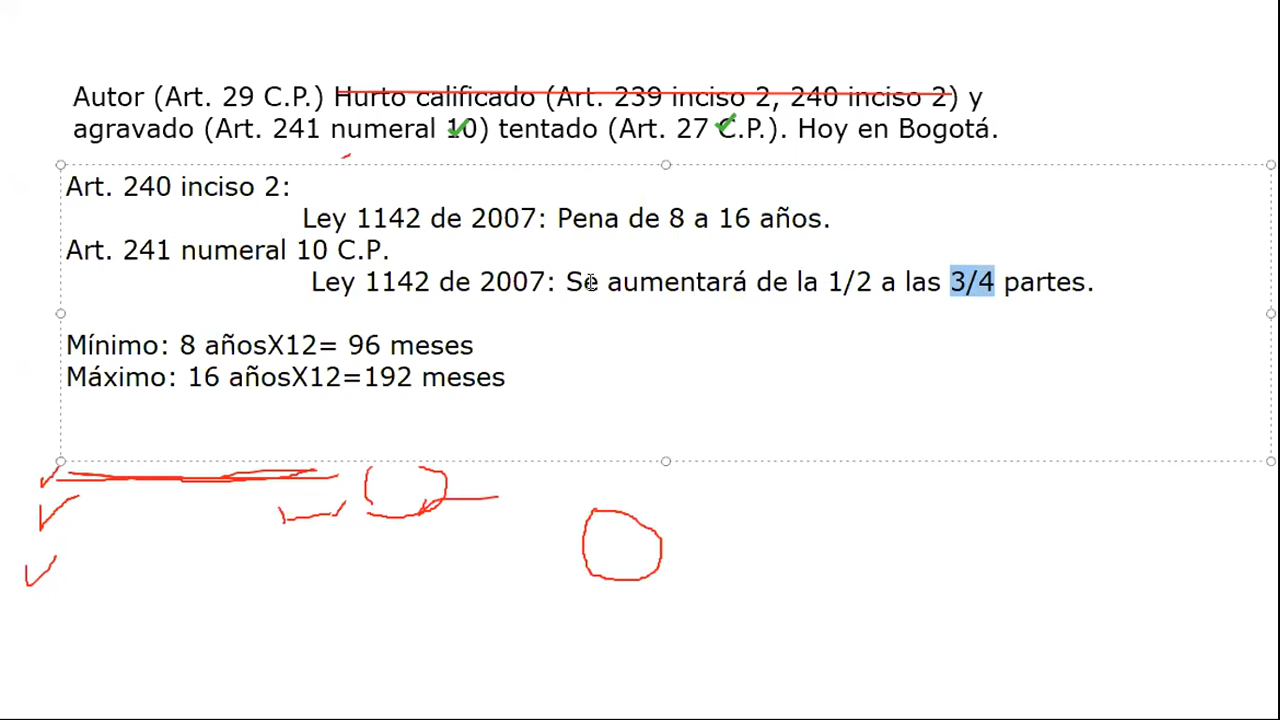 Autor (Art. 29 C.P.) Hurto calificado (Art. 239 inciso 2, 240 inciso 2) y
agravado (Art. 241 numeral 10) tentado (Art. 27 C.P.). Hoy en Bogotá.
Art. 240 inciso 2:
Ley 1142 de 2007: Pena de 8 a 16 años.
Art. 241 numeral 10 C.P.
Ley 1142 de 2007: Se aumentará de la 1/2 a las 3/4 partes.
Mínimo: 8 añosX12= 96 meses
Máximo: 16 añosX12=192 meses